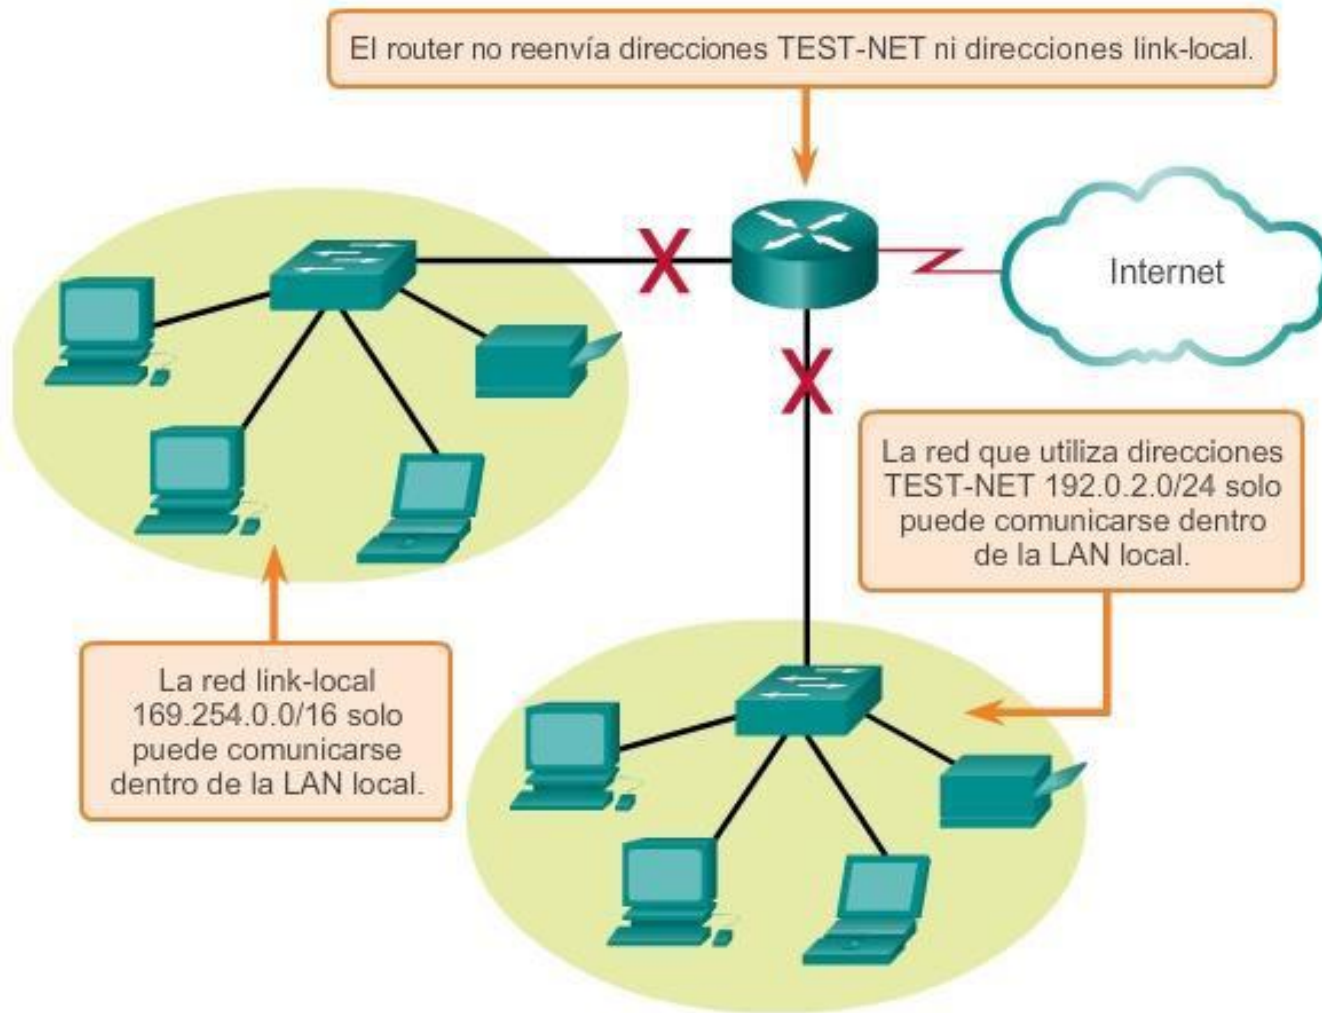 El router no reenvía direcciones TEST-NET ni direcciones link-local.
Internet
La red que utiliza direcciones
TEST-NET 192.0.2.0/24 solo
puede comunicarse dentro
de la LAN local.
La red link-local
169.254.0.0/16 solo
puede comunicarse
dentro de la LAN local.